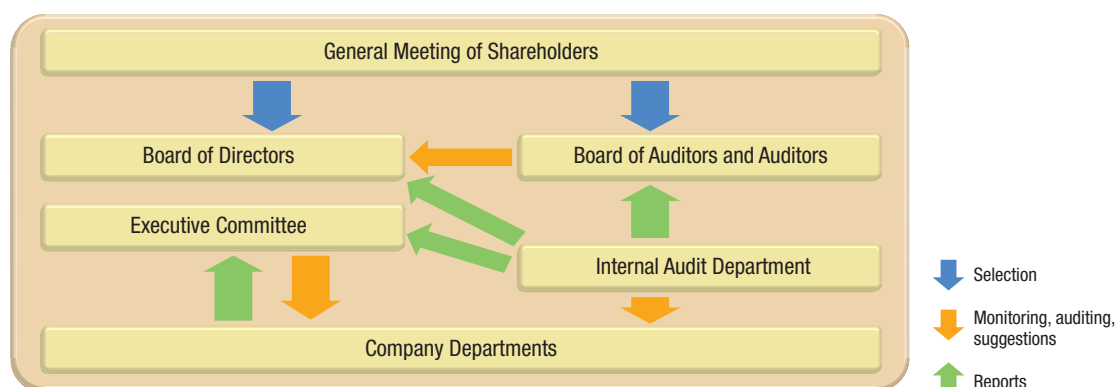 General Meeting of Shareholders
Board of Directors
Board of Auditors and Auditors
Executive Committee
Internal Audit Department
Company Departments
Selection
Monitoring, auditing,
suggestions
Reports